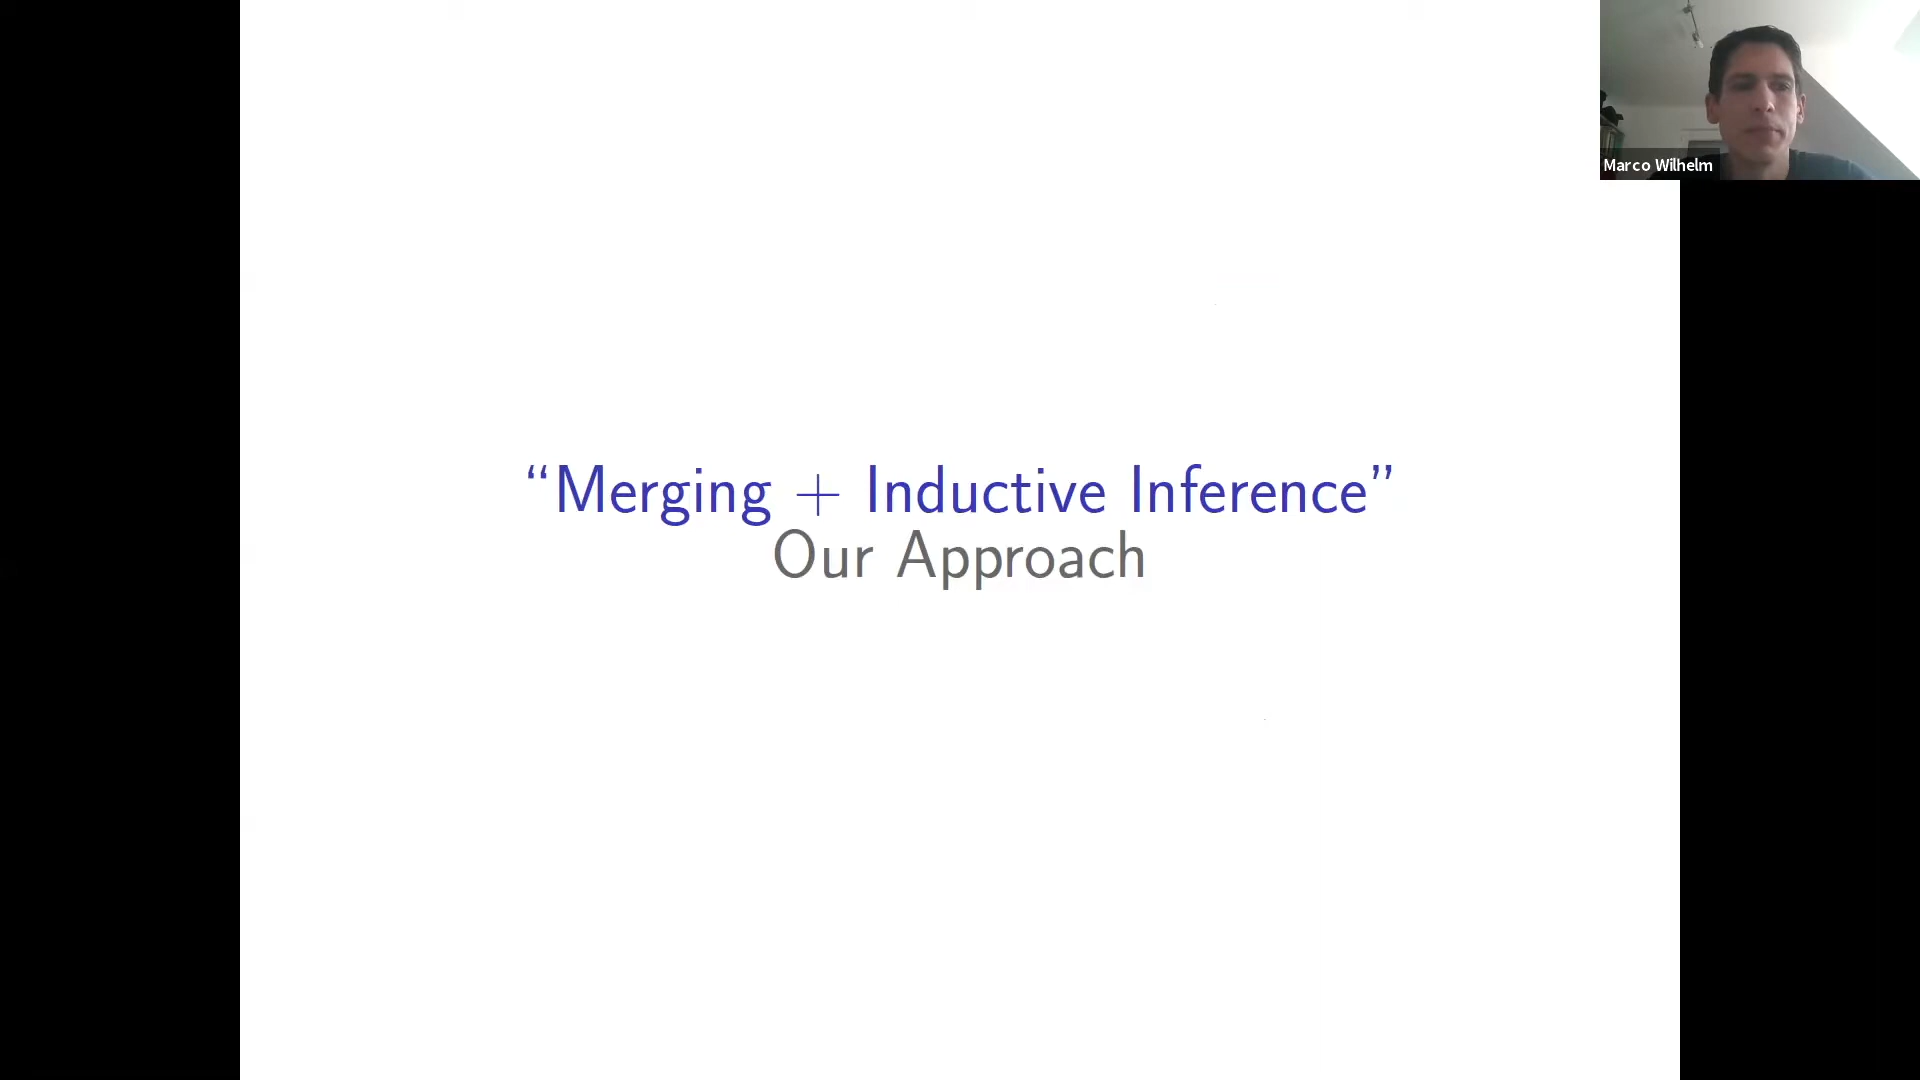 Marco Wilhelm
“Merging + Inductive Inference”
Our Approach